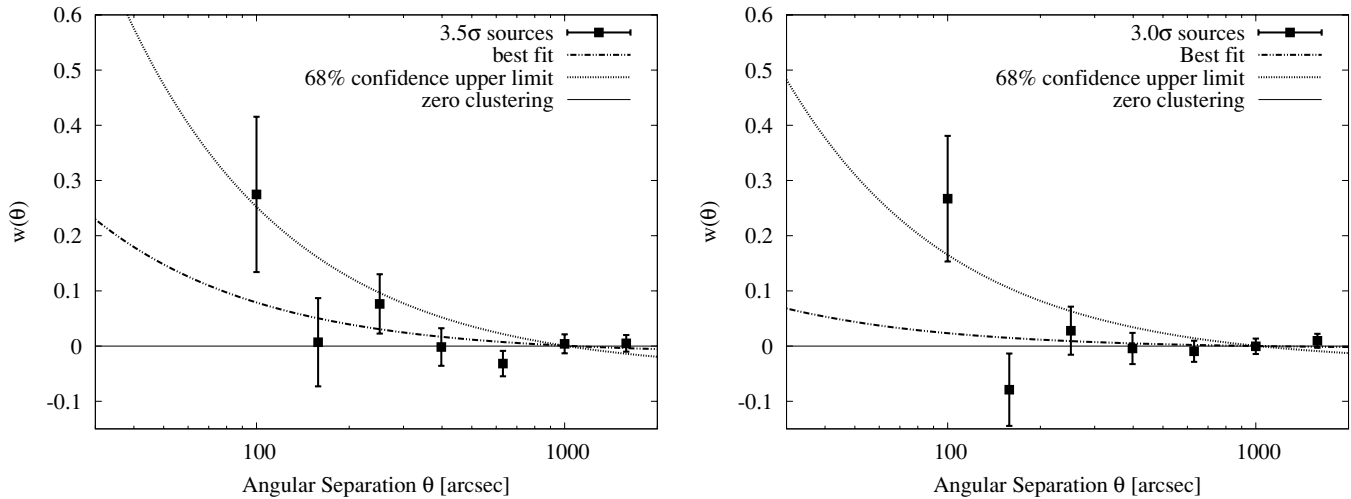 0.6
0.5
0.4
0.3
0.2
0.1
0
-0.1
w(θ)
100
1000
Angular Separation θ [arcsec]
3.5σ sources
best fit
68% confidence upper limit
zero clustering
0.6
0.5
0.4
0.3
0.2
0.1
0
-0.1
w(θ)
100
1000
Angular Separation θ [arcsec]
3.0σ sources
Best fit
68% confidence upper limit
zero clustering